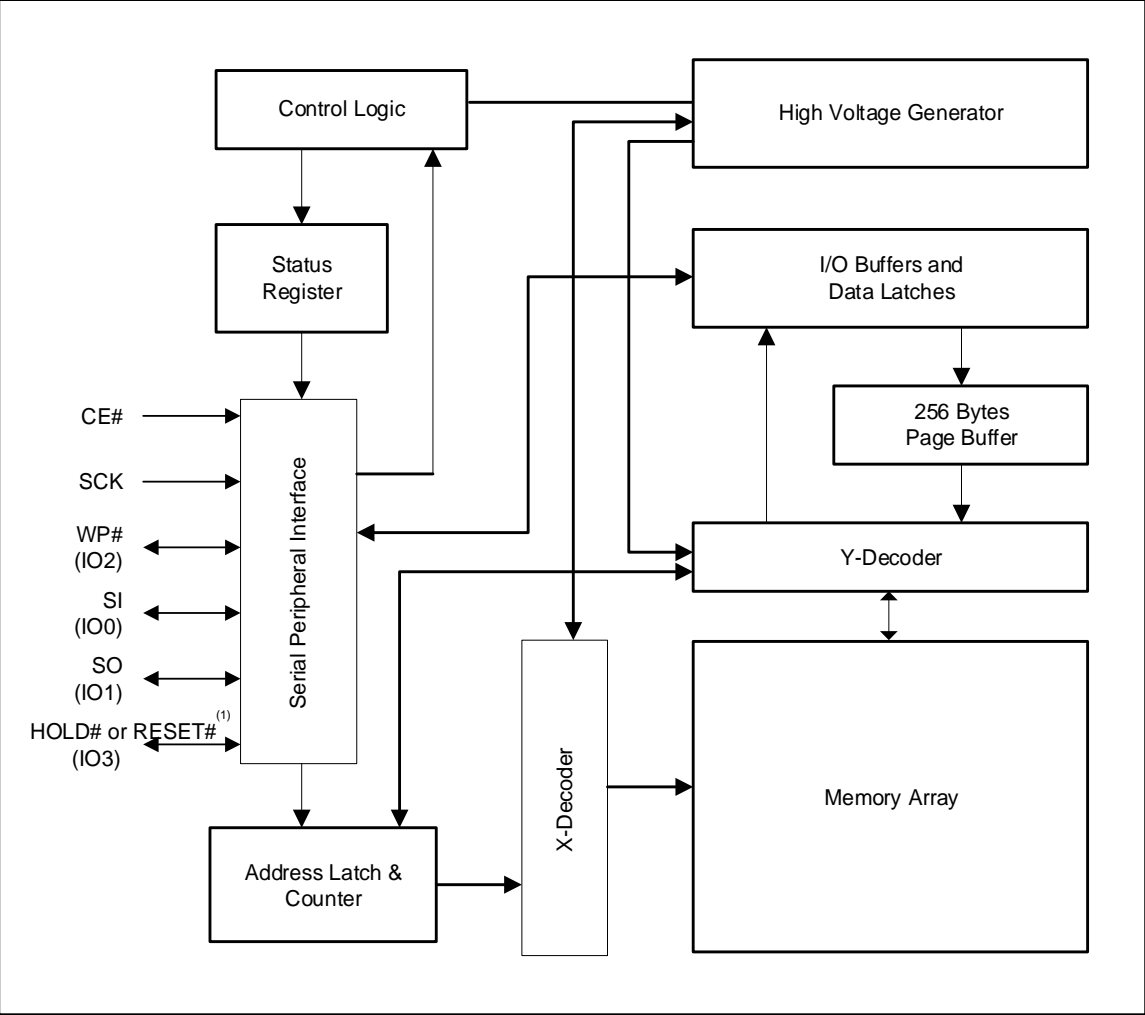 Control Logic
High Voltage Generator
Status
Register
I/O Buffers and
Data Latches
256 Bytes
Page Buffer
CE#
SCK
WP#
(IO2)
SI
(IO0)
SO
(IO1)
HOLD# or RESET#(1)
(IO3)
Serial Peripheral Interface
Y-Decoder
X-Decoder
Memory Array
Address Latch &
Counter